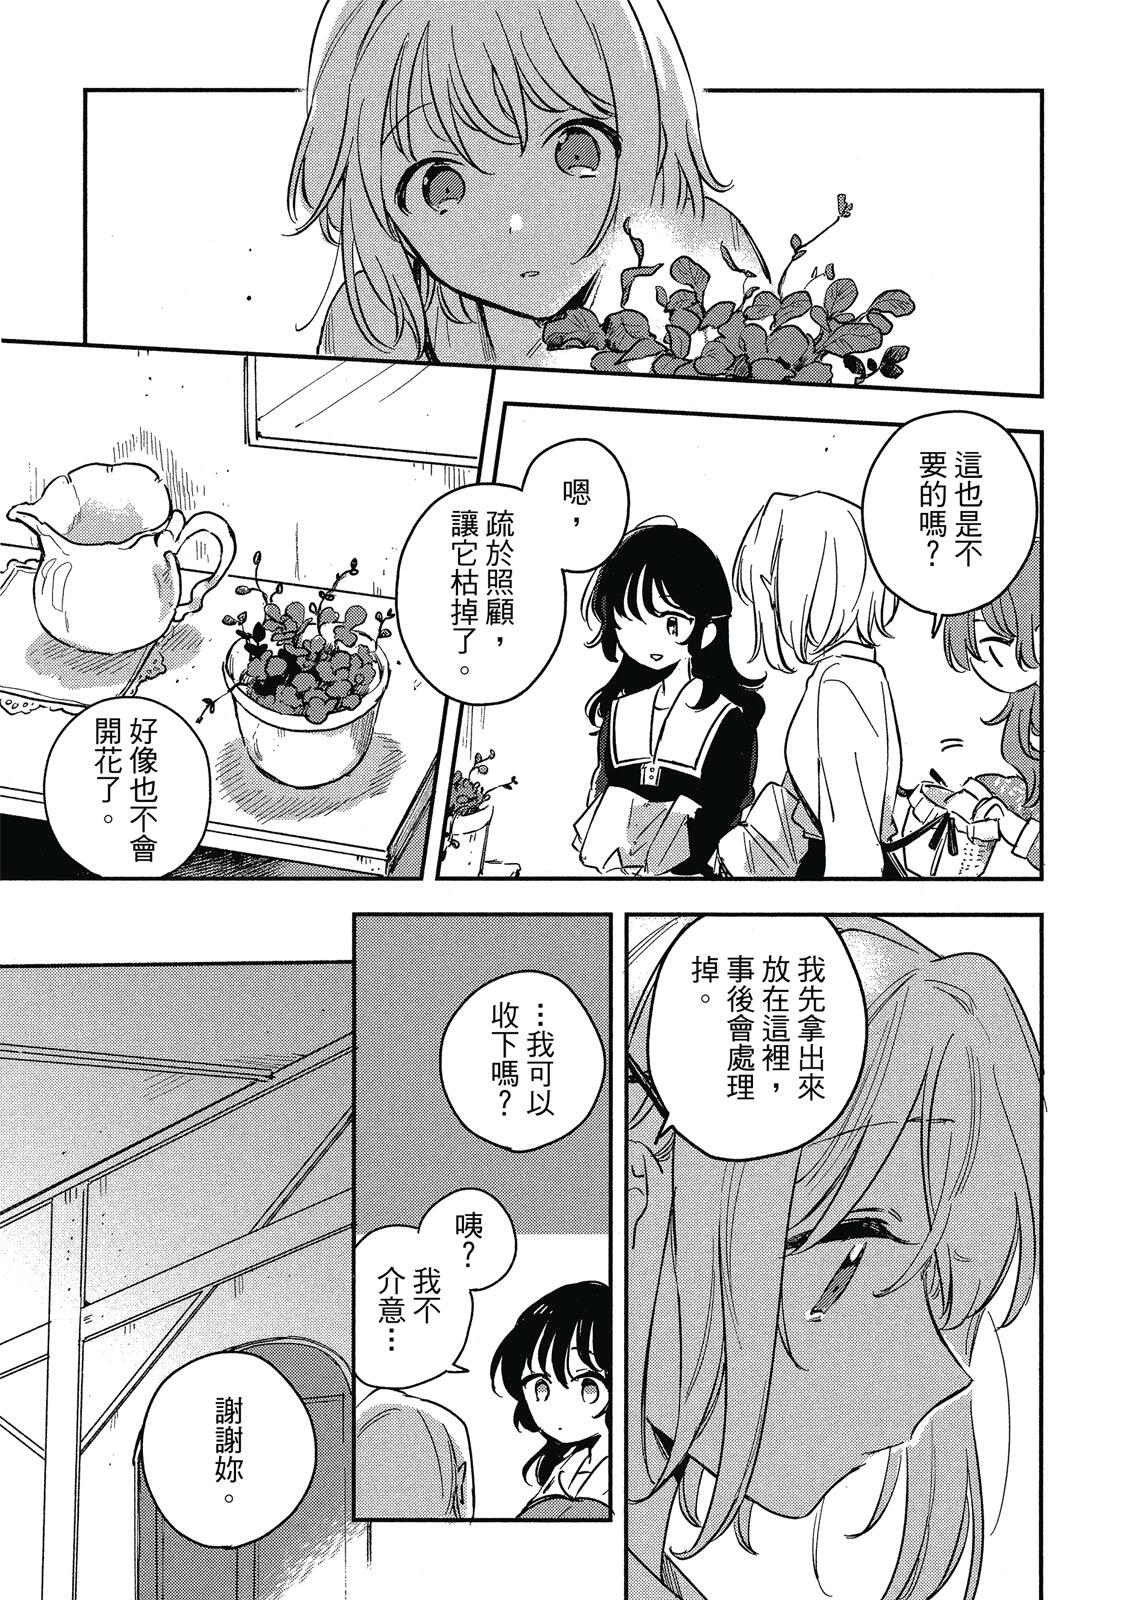 這也是不
要的嗎？
嗯，
疏於照顧，
讓它枯掉了。
好像也不會
開花了。
我先拿出來
放在這裡，
事後會處理
掉。
…我可以
收下嗎？
咦？
我不
介意…
謝謝妳。